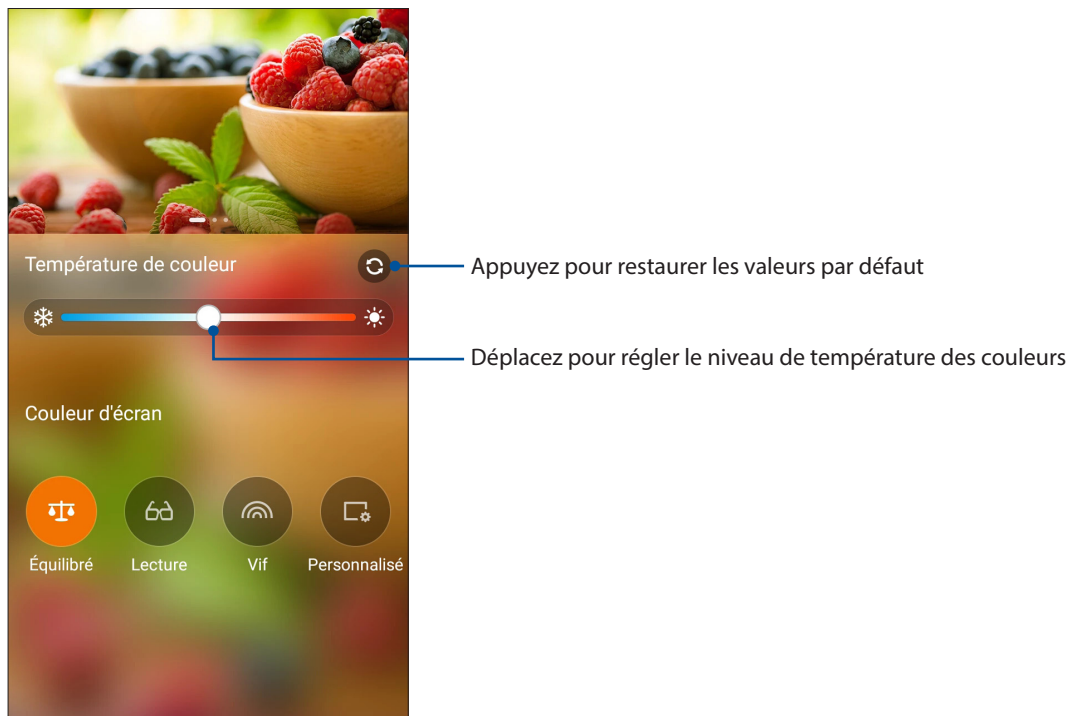 Température de couleur
Appuyez pour restaurer les valeurs par défaut
Déplacez pour régler le niveau de température des couleurs
Couleur d'écran
Équilibré Lecture Vif Personnalisé